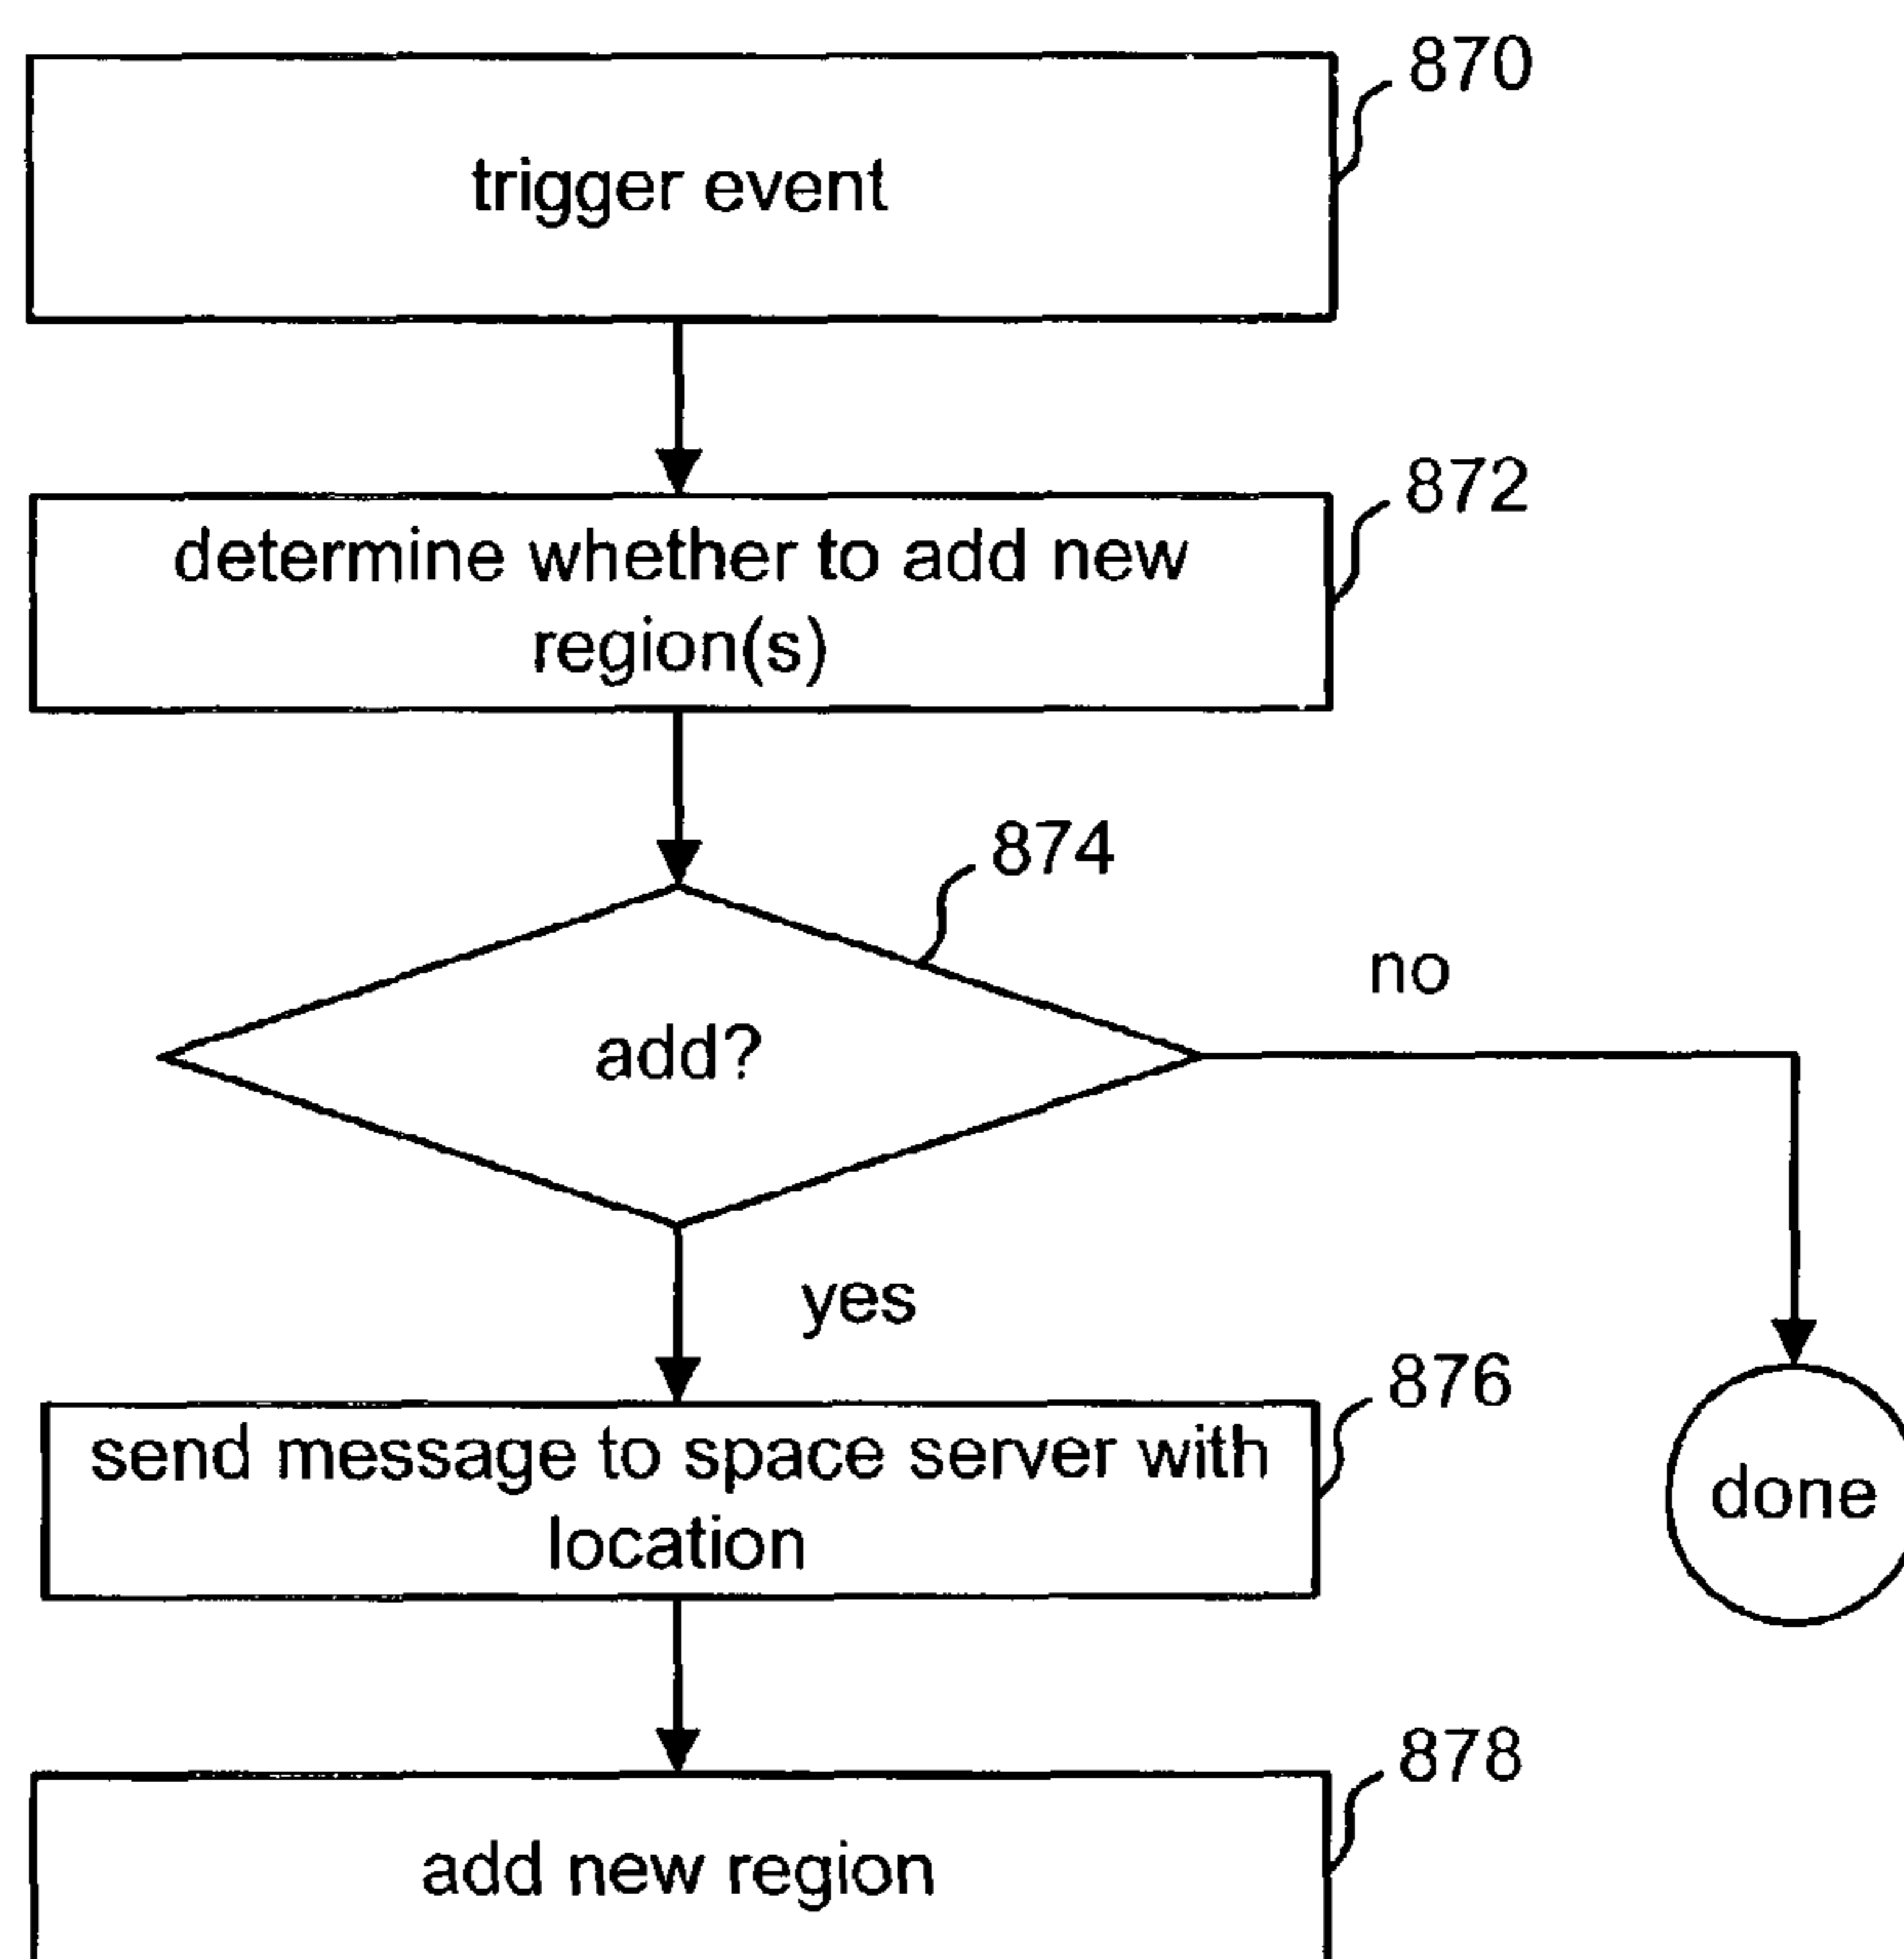 870
trigger event
872
determine whether to add new
region(s)
874
add?
no
yes
876
send message to space server with
location
done
878
add new region